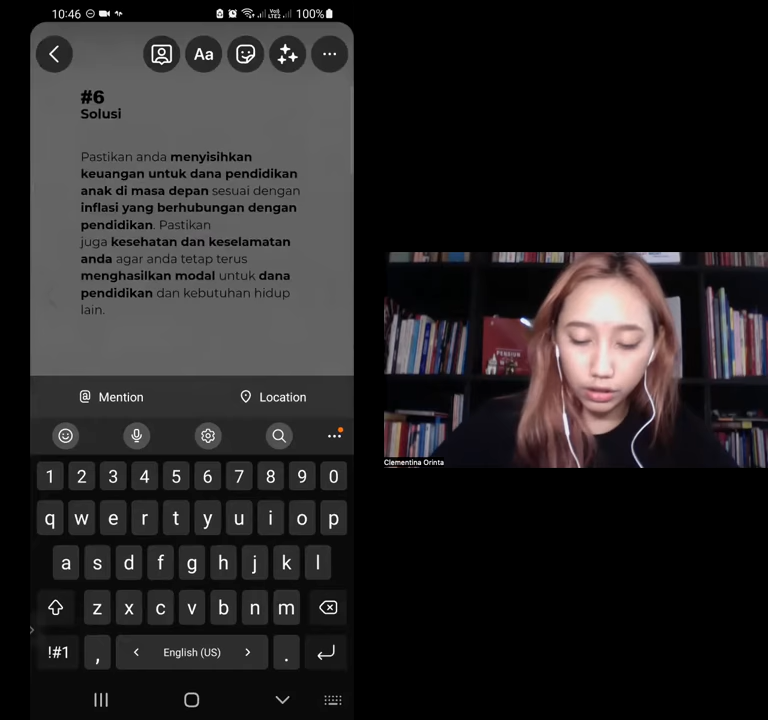 10:46
Vo5 LTE2 100%
Aa
#6
Solusi
Pastikan anda menyisihkan
keuangan untuk dana pendidikan
anak di masa depan sesuai dengan
inflasi yang berhubungan dengan
pendidikan. Pastikan
juga kesehatan dan keselamatan
anda agar anda tetap terus
menghasilkan modal untuk dana
pendidikan dan kebutuhan hidup
lain.
@ Mention
Location
1 2 3 4 5 6 7 8 9 0
q w e r t y u i o p
a s d f g h j k l
z x c v b n m
!#1 , < English (US) > .
PENSIUN
Clementina Orinta